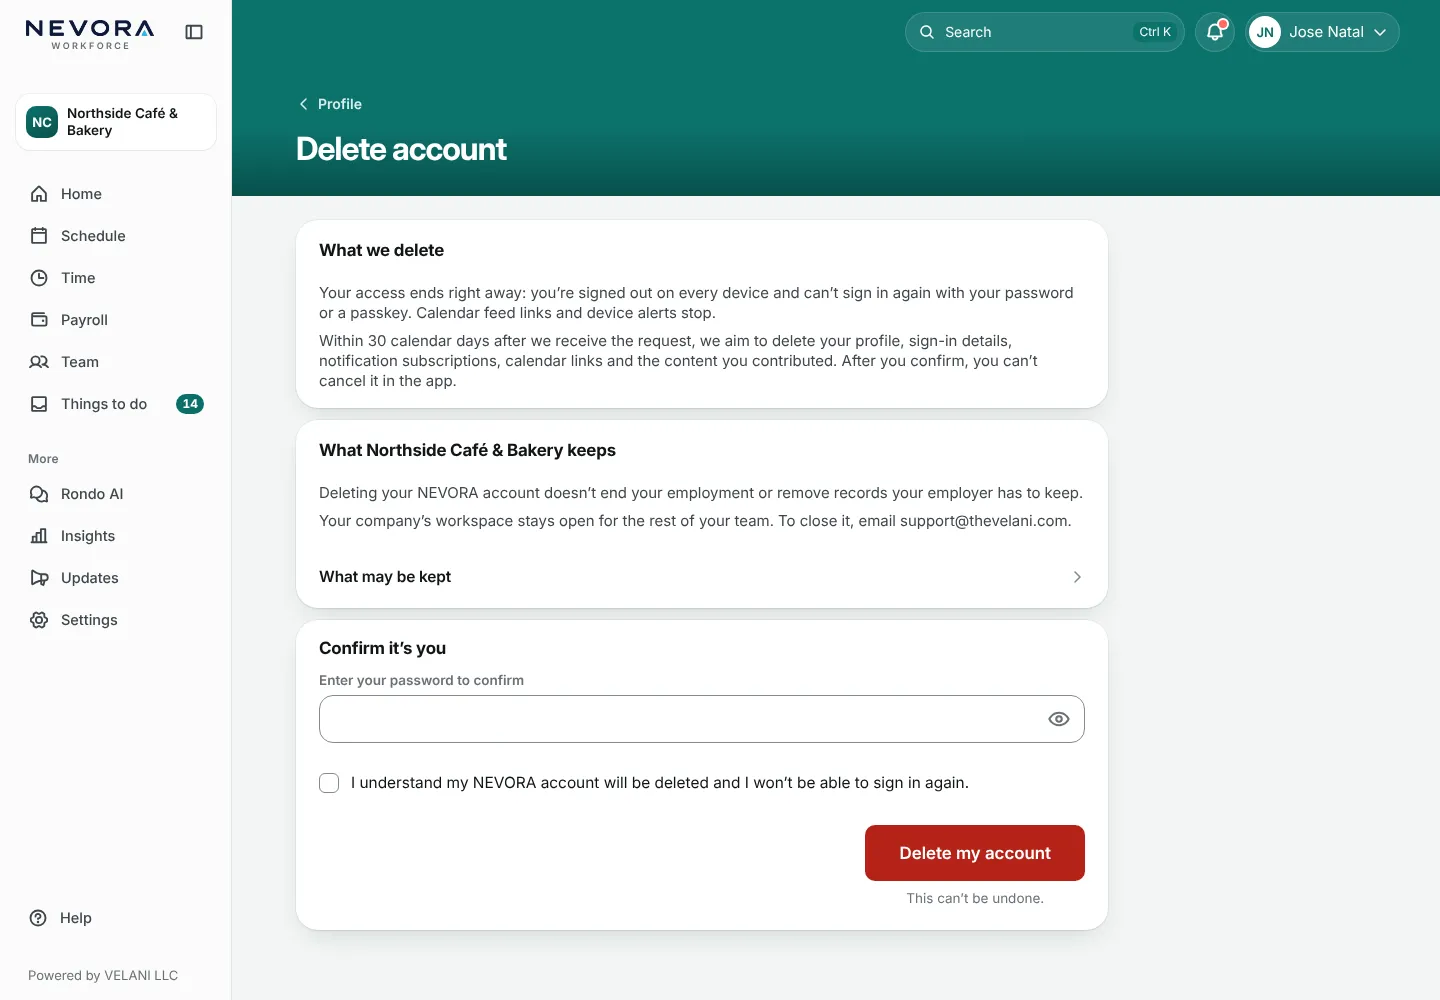 NEVORA
WORKFORCE
Search
Ctrl K
JN
Jose Natal
NC
Northside Café &
Bakery
Home
Schedule
Time
Payroll
Team
Things to do
14
More
Rondo AI
Insights
Updates
Settings
Help
Powered by VELANI LLC
Profile
Delete account
What we delete
Your access ends right away: you’re signed out on every device and can’t sign in again with your password
or a passkey. Calendar feed links and device alerts stop.
Within 30 calendar days after we receive the request, we aim to delete your profile, sign-in details,
notification subscriptions, calendar links and the content you contributed. After you confirm, you can’t
cancel it in the app.
What Northside Café & Bakery keeps
Deleting your NEVORA account doesn’t end your employment or remove records your employer has to keep.
Your company’s workspace stays open for the rest of your team. To close it, email support@thevelani.com.
What may be kept
Confirm it’s you
Enter your password to confirm
I understand my NEVORA account will be deleted and I won’t be able to sign in again.
Delete my account
This can’t be undone.